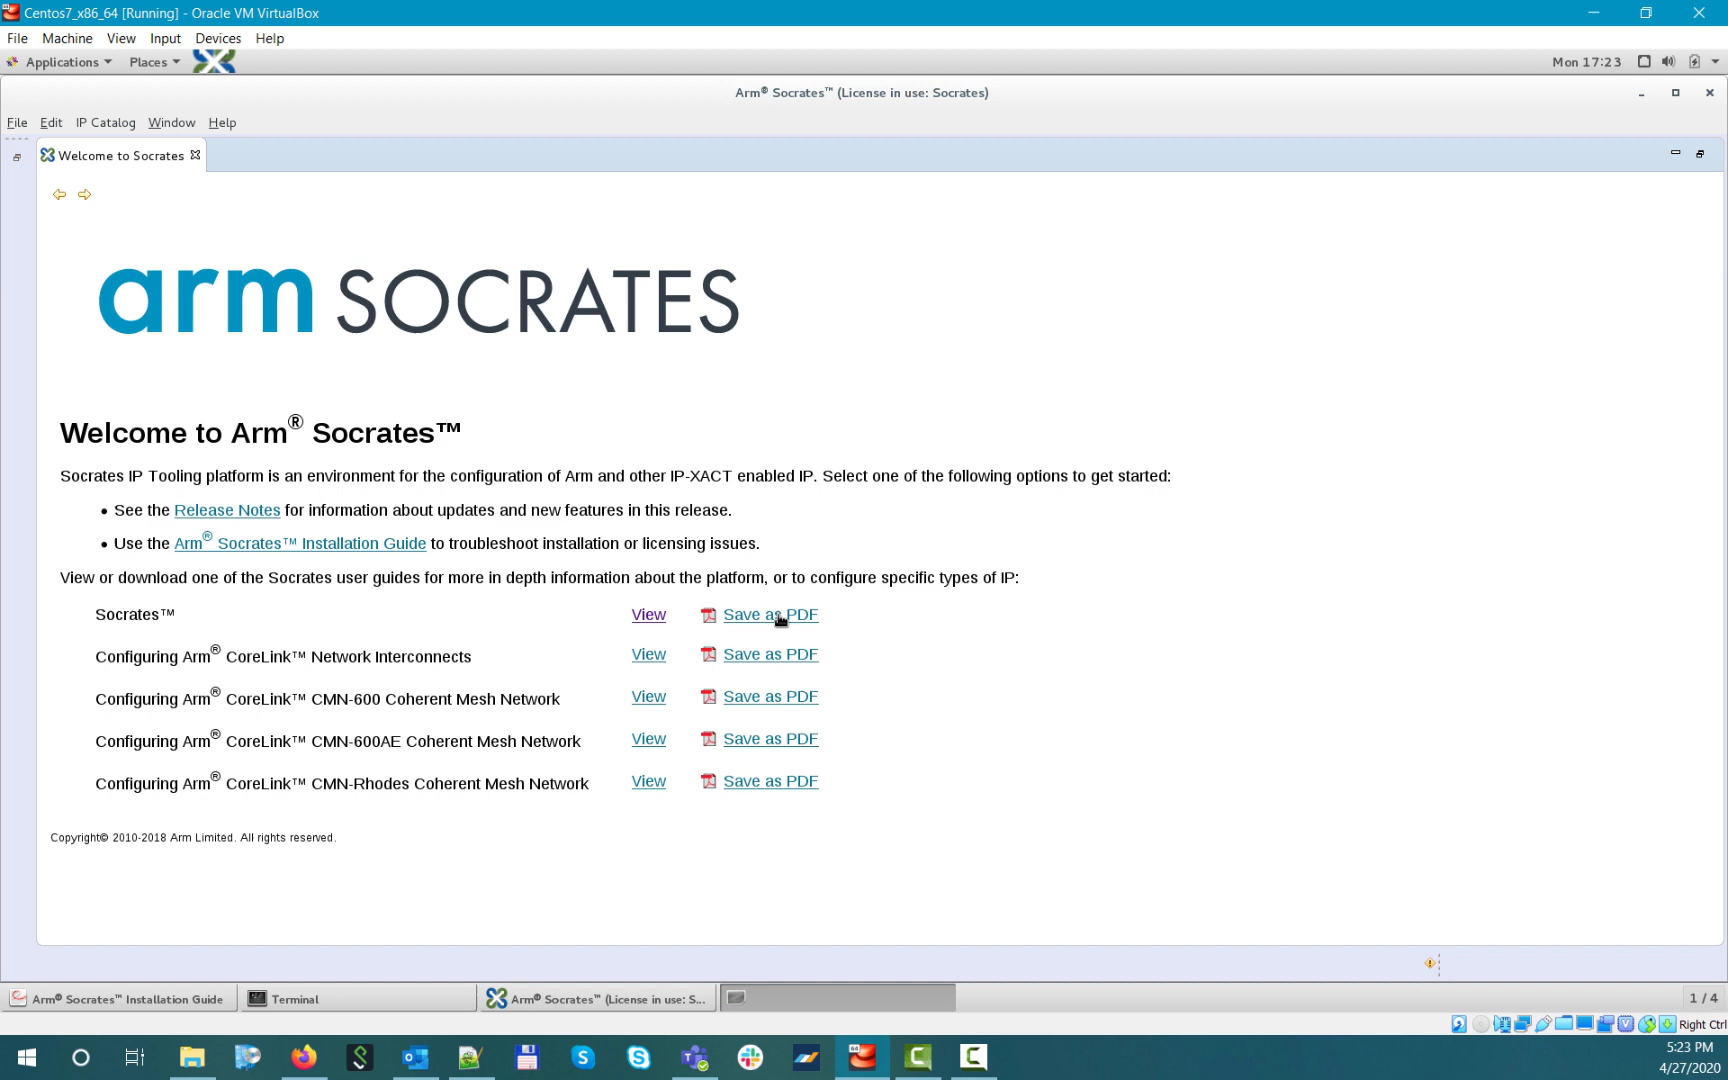 Centos7_x86_64 [Running] - Oracle VM VirtualBox
File Machine View Input Devices Help
Applications Places Mon 17:23
Arm® Socrates™ (License in use: Socrates)
File Edit IP Catalog Window Help
Welcome to Socrates
arm SOCRATES
Welcome to Arm® Socrates™
Socrates IP Tooling platform is an environment for the configuration of Arm and other IP-XACT enabled IP. Select one of the following options to get started:
• See the Release Notes for information about updates and new features in this release.
• Use the Arm® Socrates™ Installation Guide to troubleshoot installation or licensing issues.
View or download one of the Socrates user guides for more in depth information about the platform, or to configure specific types of IP:
Socrates™ View Save as PDF
Configuring Arm® CoreLink™ Network Interconnects View Save as PDF
Configuring Arm® CoreLink™ CMN-600 Coherent Mesh Network View Save as PDF
Configuring Arm® CoreLink™ CMN-600AE Coherent Mesh Network View Save as PDF
Configuring Arm® CoreLink™ CMN-Rhodes Coherent Mesh Network View Save as PDF
Copyright© 2010-2018 Arm Limited. All rights reserved.
Arm® Socrates™ Installation Guide Terminal Arm® Socrates™ (License in use: S... 1 / 4
Right Ctrl
5:23 PM
4/27/2020